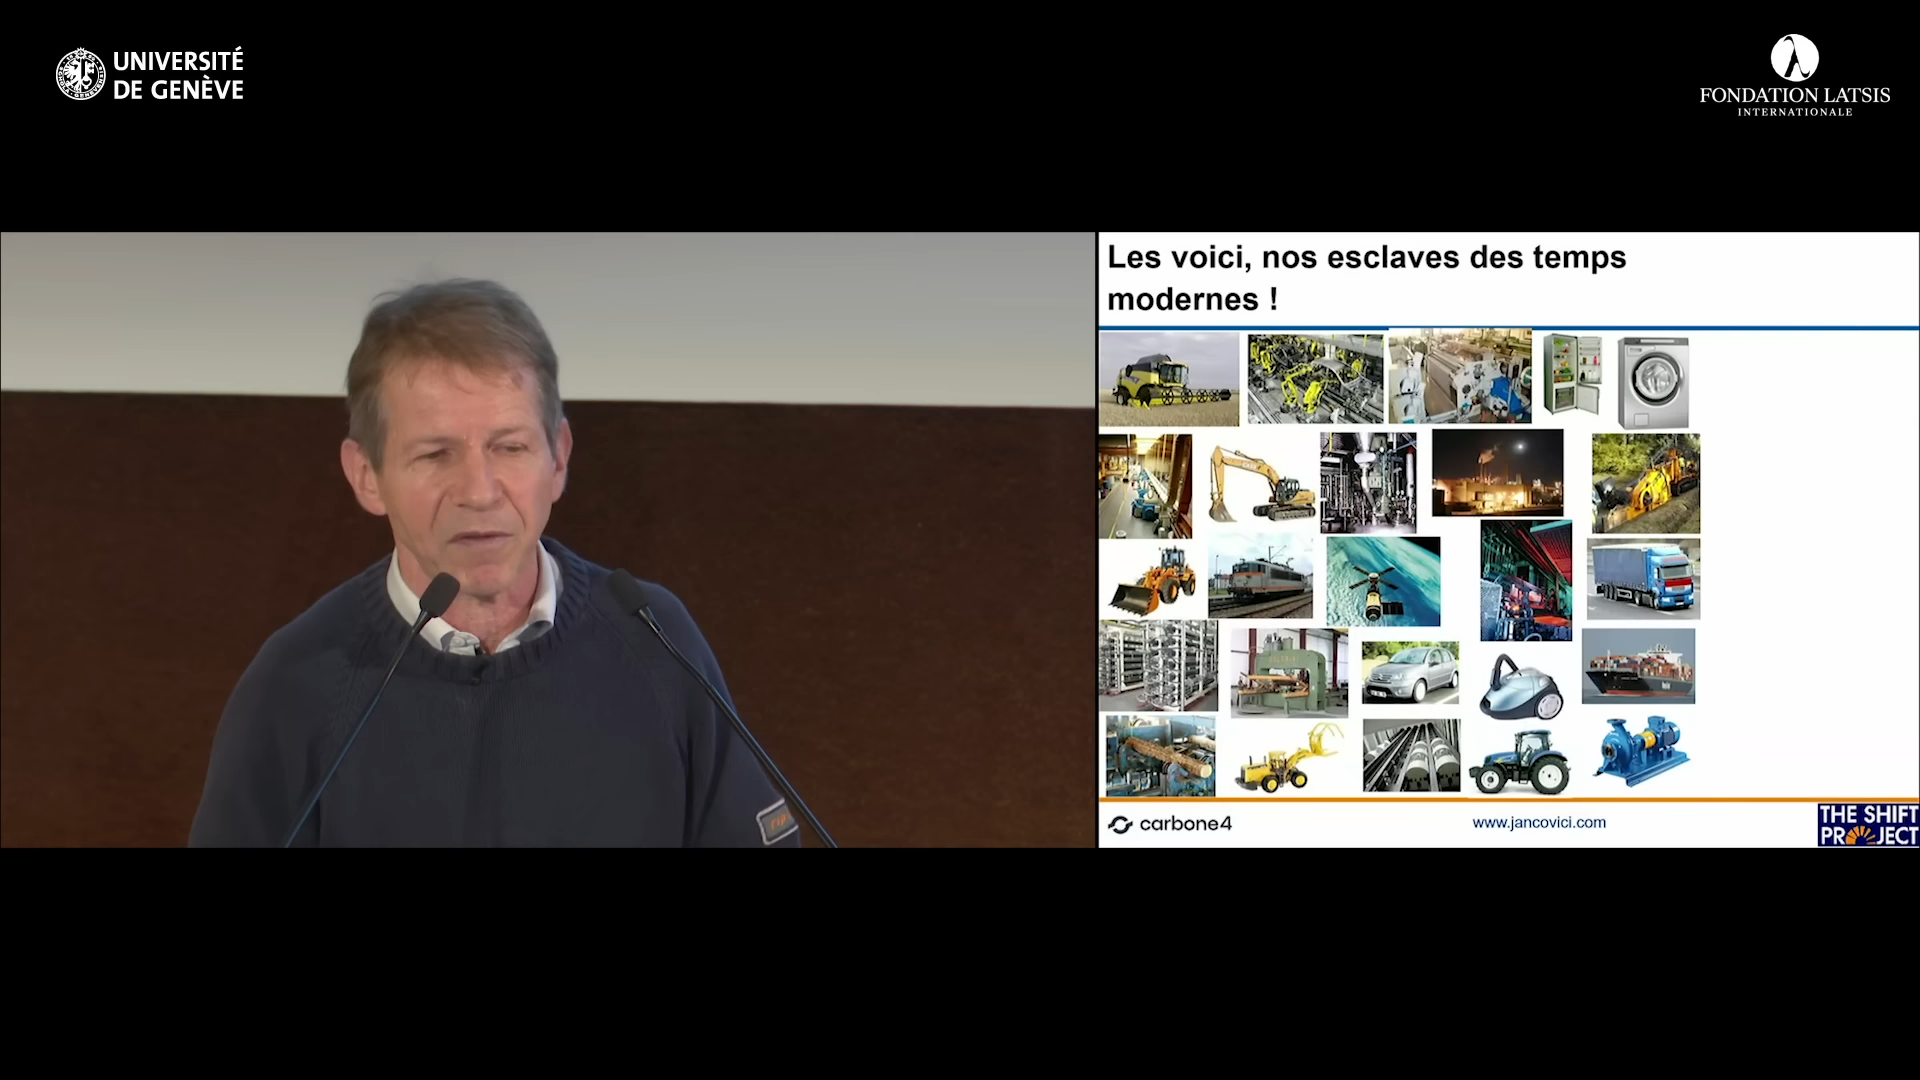 UNIVERSITÉ
DE GENÈVE
FONDATION LATSIS
INTERNATIONALE
Les voici, nos esclaves des temps
modernes !
carbone4
www.jancovici.com
THE SHIFT
PROJECT